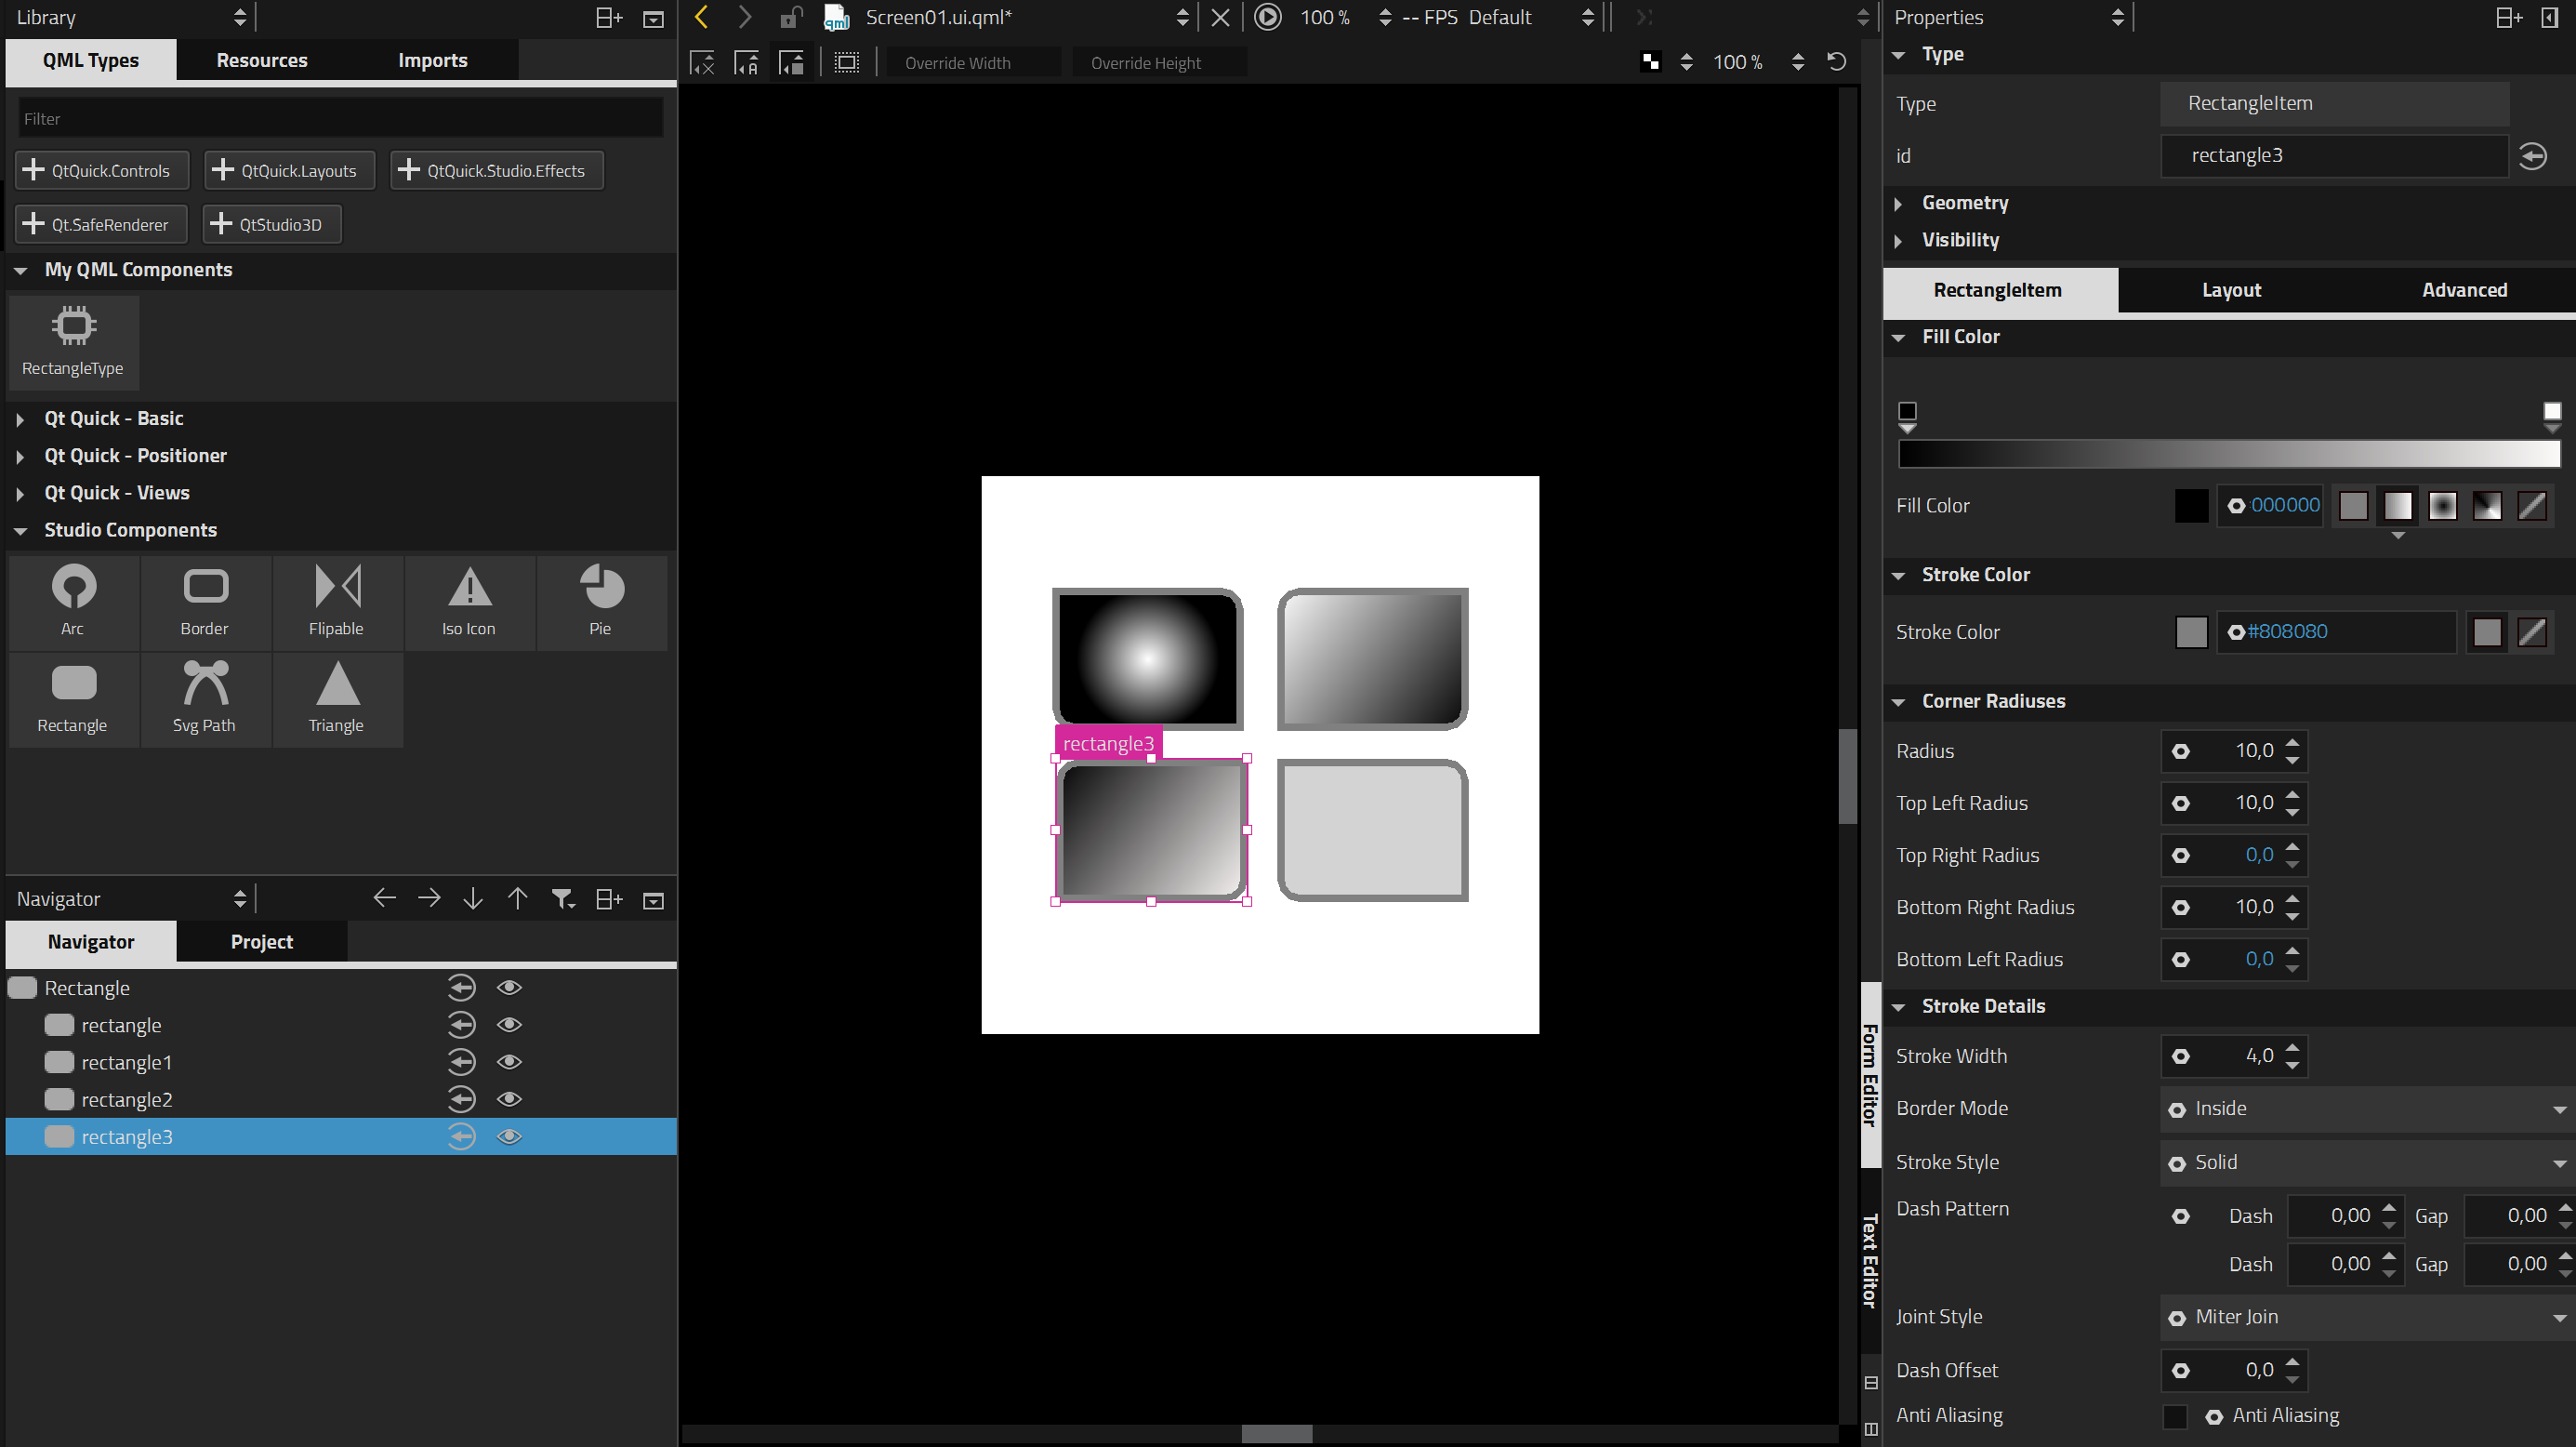 Library
QML Types Resources Imports
Filter
QtQuick.Controls QtQuick.Layouts QtQuick.Studio.Effects
Qt.SafeRenderer QtStudio3D
My QML Components
RectangleType
Qt Quick - Basic
Qt Quick - Positioner
Qt Quick - Views
Studio Components
Arc Border Flipable Iso Icon Pie
Rectangle Svg Path Triangle
Navigator
Navigator Project
Rectangle
rectangle
rectangle1
rectangle2
rectangle3
qml Screen01.ui.qml* 100 % -- FPS Default
A Override Width Override Height 100 %
rectangle3
Form Editor
Text Editor
Properties
Type
Type RectangleItem
id rectangle3
Geometry
Visibility
RectangleItem Layout Advanced
Fill Color
Fill Color 000000
Stroke Color
Stroke Color #808080
Corner Radiuses
Radius 10,0
Top Left Radius 10,0
Top Right Radius 0,0
Bottom Right Radius 10,0
Bottom Left Radius 0,0
Stroke Details
Stroke Width 4,0
Border Mode Inside
Stroke Style Solid
Dash Pattern Dash 0,00 Gap 0,00
Dash 0,00 Gap 0,00
Joint Style Miter Join
Dash Offset 0,0
Anti Aliasing Anti Aliasing